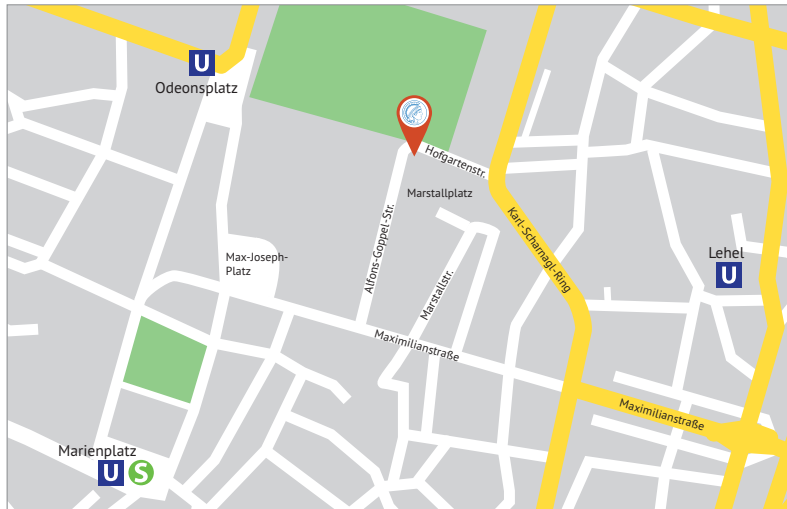 U
Odeonsplatz
Hofgartenstr.
Marstallplatz
Alfons-Goppel-Str.
Karl-Scharnagl-Ring
Max-Joseph-
Platz
Marstallstr.
Lehel
U
Maximilianstraße
Maximilianstraße
Marienplatz
U S